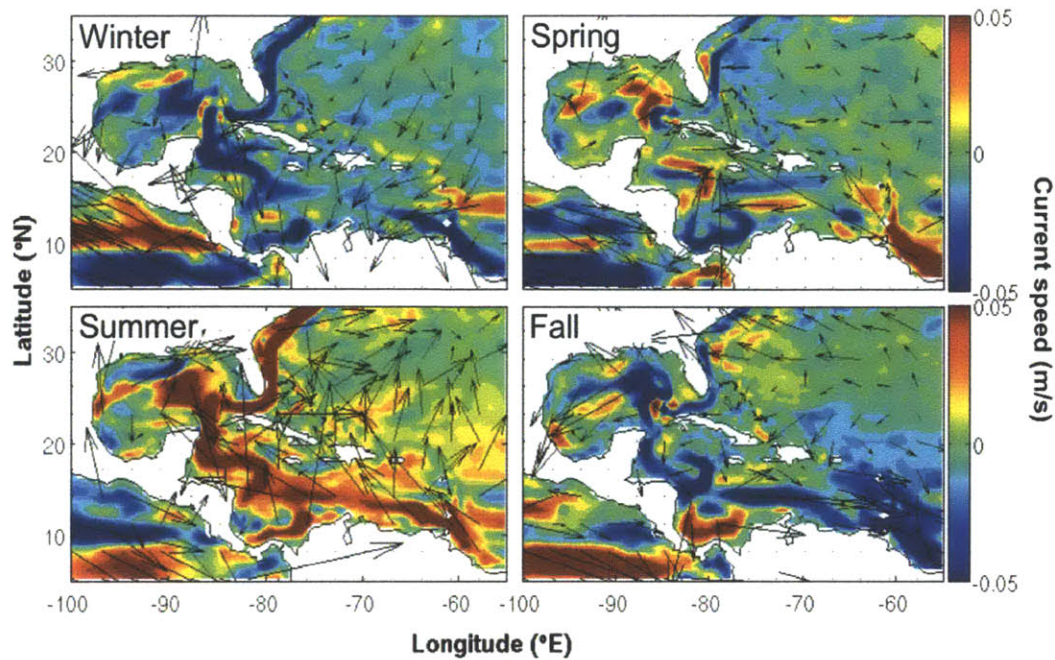 Winter
Spring
0.05
0
-0.05
30
20
10
Summer
Fall
0.05
0
-0.05
30
20
10
Latitude (°N)
Current speed (m/s)
-100 -90 -80 -70 -60 -100 -90 -80 -70 -60
Longitude (°E)